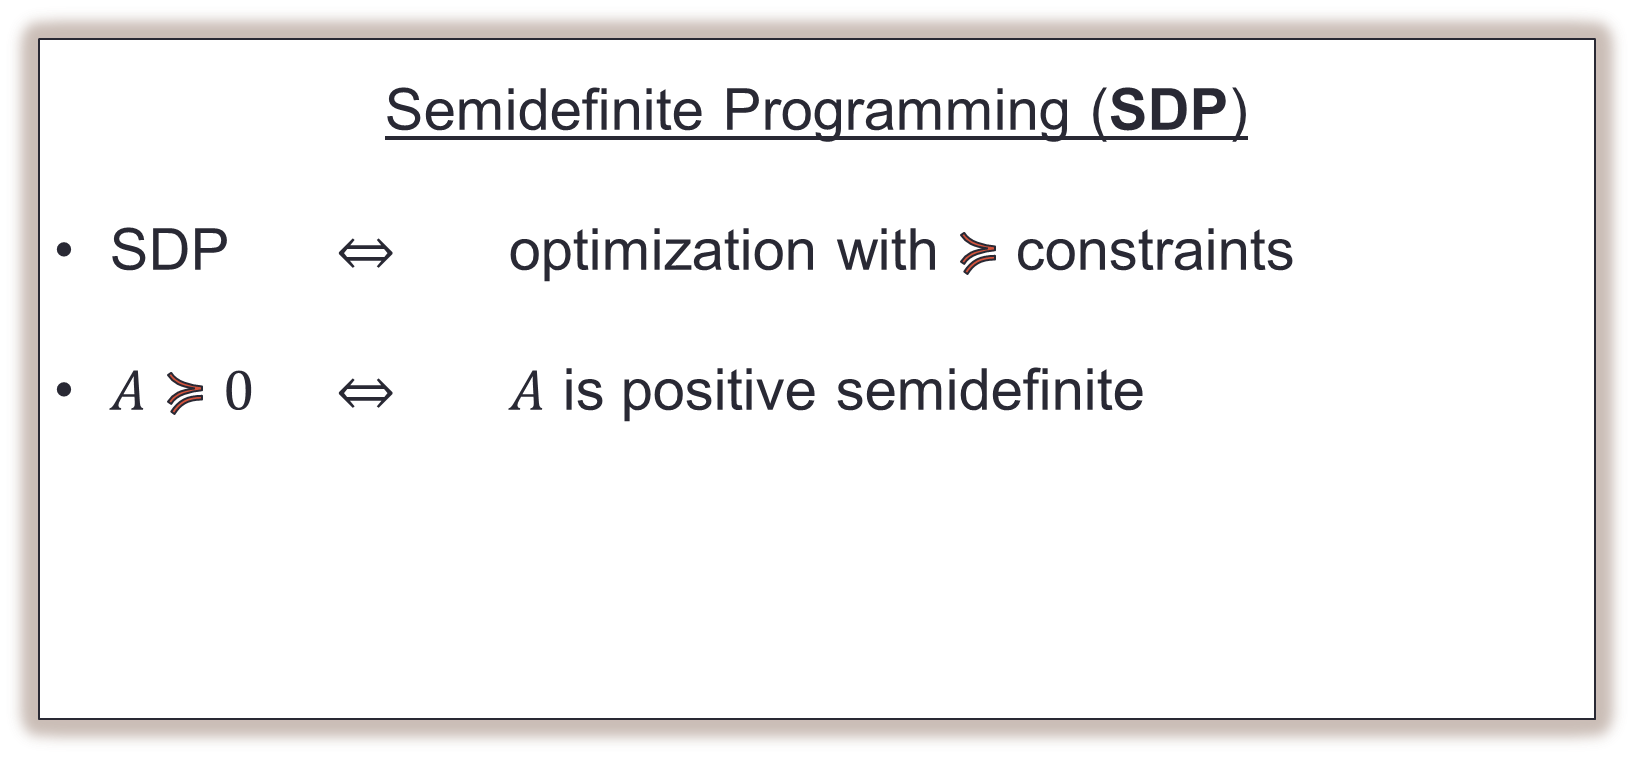 Semidefinite Programming (SDP)
• SDP ⇔ optimization with ≽ constraints
• 𝐴 ≽ 0 ⇔ 𝐴 is positive semidefinite